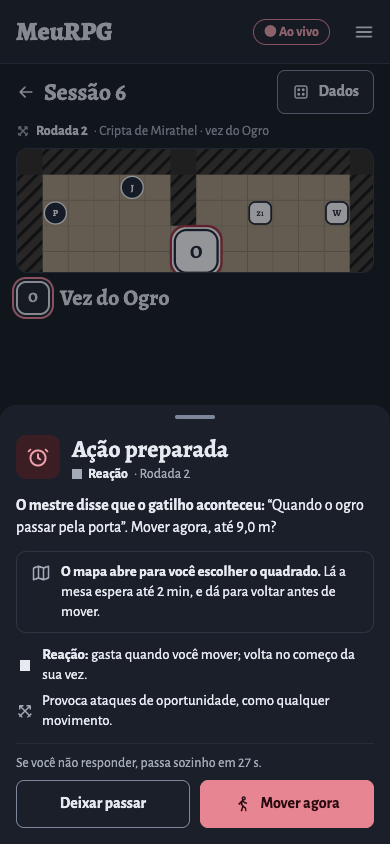 MeuRPG
Ao vivo
Sessão 6
Dados
Rodada 2 · Cripta de Mirathel · vez do Ogro
J
P
Z1
W
O
O
Vez do Ogro
Ação preparada
Reação · Rodada 2
O mestre disse que o gatilho aconteceu: “Quando o ogro
passar pela porta”. Mover agora, até 9,0 m?
O mapa abre para você escolher o quadrado. Lá a
mesa espera até 2 min, e dá para voltar antes de
mover.
Reação: gasta quando você mover; volta no começo da
sua vez.
Provoca ataques de oportunidade, como qualquer
movimento.
Se você não responder, passa sozinho em 27 s.
Deixar passar
Mover agora